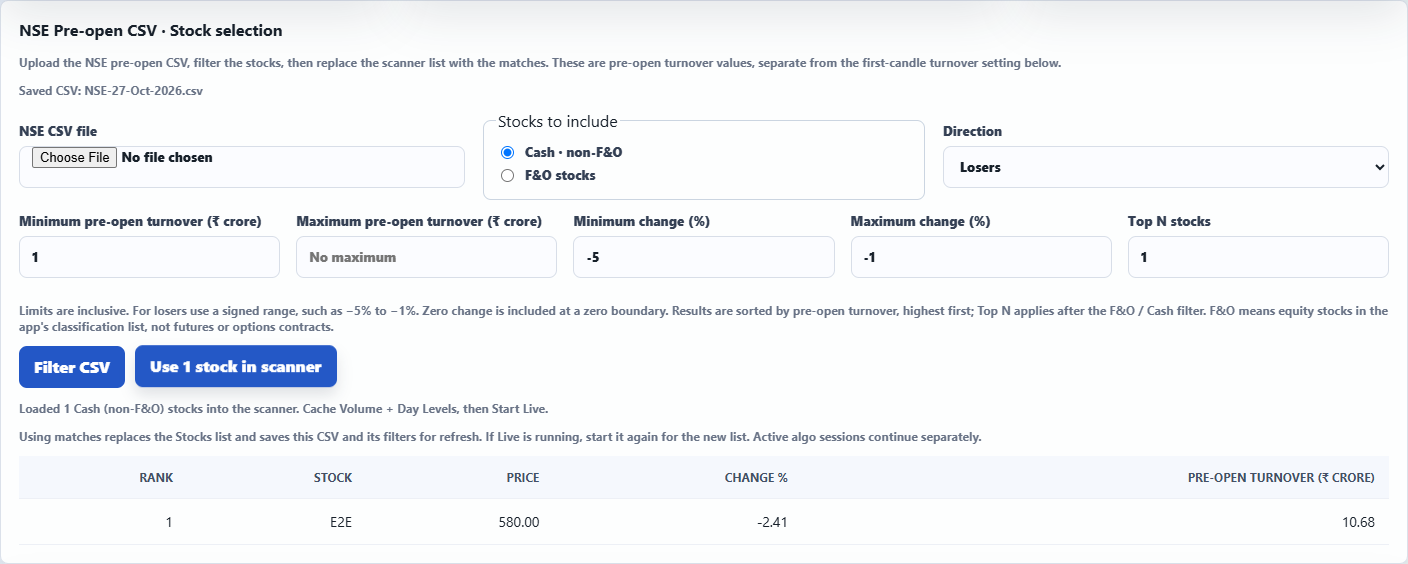 NSE Pre-open CSV · Stock selection
Upload the NSE pre-open CSV, filter the stocks, then replace the scanner list with the matches. These are pre-open turnover values, separate from the first-candle turnover setting below.
Saved CSV: NSE-27-Oct-2026.csv
NSE CSV file
Choose File No file chosen
Stocks to include
Cash · non-F&O
F&O stocks
Direction
Losers
Minimum pre-open turnover (₹ crore)
1
Maximum pre-open turnover (₹ crore)
No maximum
Minimum change (%)
-5
Maximum change (%)
-1
Top N stocks
1
Limits are inclusive. For losers use a signed range, such as −5% to −1%. Zero change is included at a zero boundary. Results are sorted by pre-open turnover, highest first; Top N applies after the F&O / Cash filter. F&O means equity stocks in the
app's classification list, not futures or options contracts.
Filter CSV Use 1 stock in scanner
Loaded 1 Cash (non-F&O) stocks into the scanner. Cache Volume + Day Levels, then Start Live.
Using matches replaces the Stocks list and saves this CSV and its filters for refresh. If Live is running, start it again for the new list. Active algo sessions continue separately.
RANK STOCK PRICE CHANGE % PRE-OPEN TURNOVER (₹ CRORE)
1 E2E 580.00 -2.41 10.68